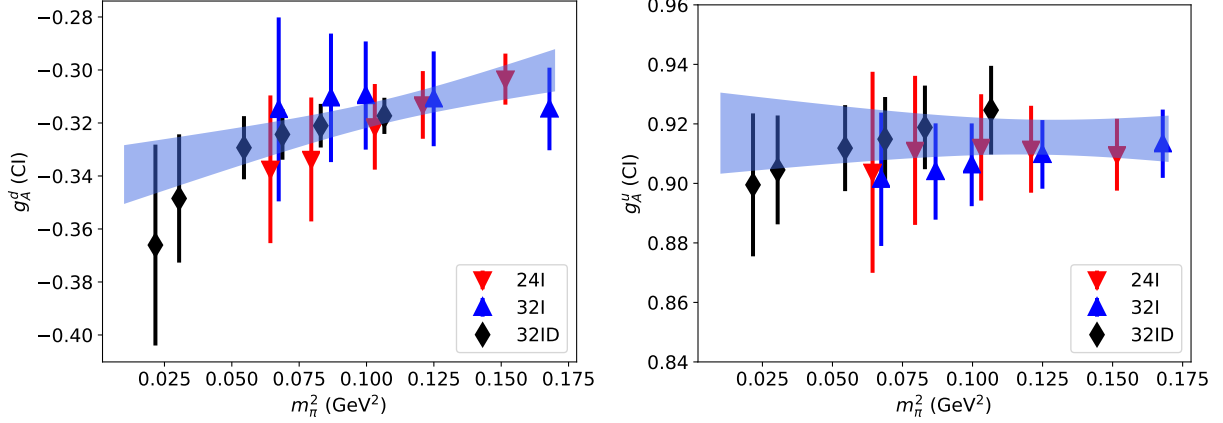 −0.28
−0.30
−0.32
−0.34
−0.36
−0.38
−0.40
g_A^d (CI)
0.025 0.050 0.075 0.100 0.125 0.150 0.175
m_π^2 (GeV^2)
24I
32I
32ID
0.96
0.94
0.92
0.90
0.88
0.86
0.84
g_A^u (CI)
0.025 0.050 0.075 0.100 0.125 0.150 0.175
m_π^2 (GeV^2)
24I
32I
32ID